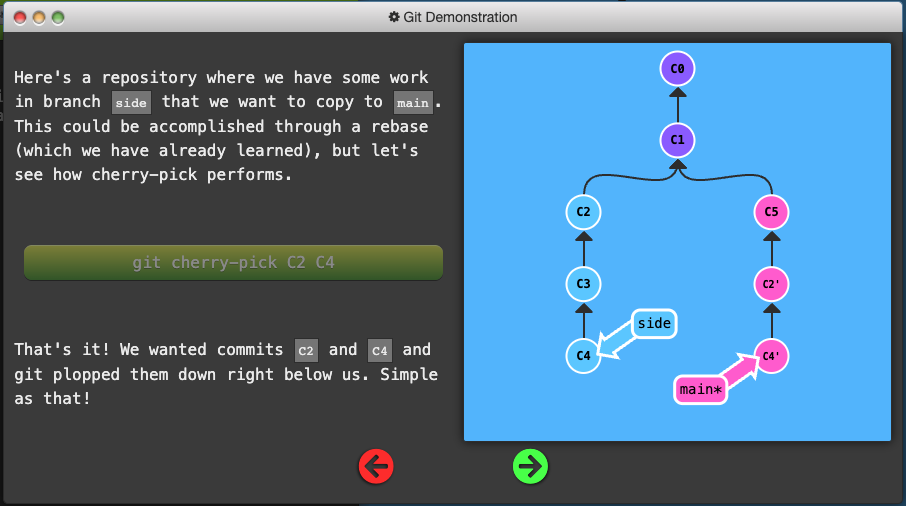 Git Demonstration
Here's a repository where we have some work
in branch side that we want to copy to main.
This could be accomplished through a rebase
(which we have already learned), but let's
see how cherry-pick performs.
git cherry-pick C2 C4
That's it! We wanted commits C2 and C4 and
git plopped them down right below us. Simple
as that!
C0
C1
C2
C5
C3
C2'
side
C4
C4'
main*